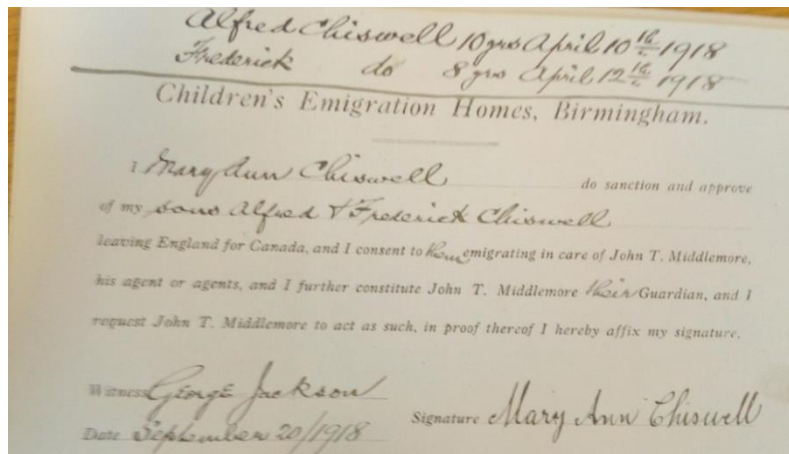 Alfred Chiswell 10 yrs April 10th 1918
Frederick do 8 yrs April 12th 1918
Children's Emigration Homes, Birmingham.
I Mary Ann Chiswell do sanction and approve
of my sons Alfred & Frederick Chiswell
leaving England for Canada, and I consent to them emigrating in care of John T. Middlemore,
his agent or agents, and I further constitute John T. Middlemore their Guardian, and I
request John T. Middlemore to act as such, in proof thereof I hereby affix my signature.
Witness George Jackson
Signature Mary Ann Chiswell
Date September 20/1918